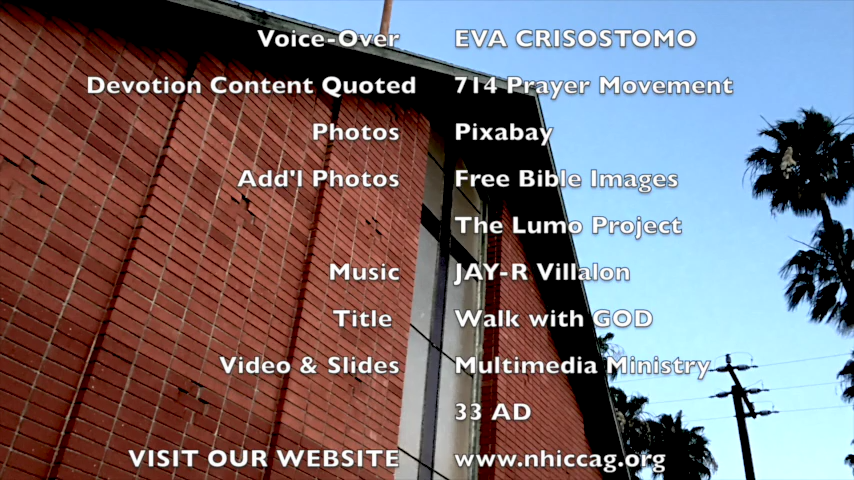 Voice-Over EVA CRISOSTOMO
Devotion Content Quoted 714 Prayer Movement
Photos Pixabay
Add'l Photos Free Bible Images
The Lumo Project
Music JAY-R Villalon
Title Walk with GOD
Video & Slides Multimedia Ministry
33 AD
VISIT OUR WEBSITE www.nhiccag.org